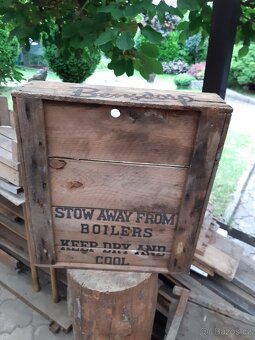 STOW AWAY FROM
BOILERS
KEEP DRY AND
COOL